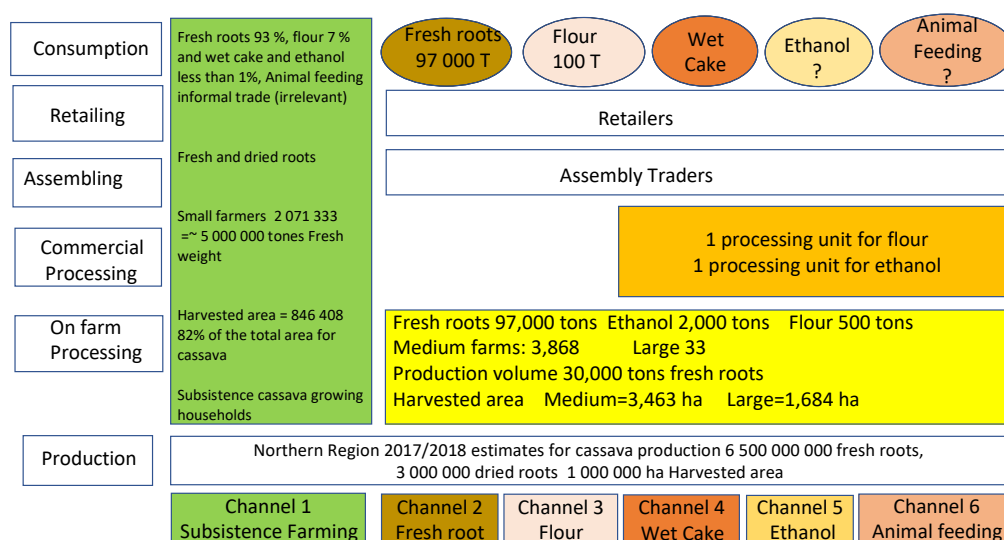 Consumption
Fresh roots 93 %, flour 7 %
and wet cake and ethanol
less than 1%, Animal feeding
informal trade (irrelevant)
Fresh roots
97 000 T
Flour
100 T
Wet
Cake
Ethanol
?
Animal
Feeding
?
Retailing
Retailers
Assembling
Fresh and dried roots
Assembly Traders
Commercial
Processing
Small farmers 2 071 333
=~ 5 000 000 tones Fresh
weight
1 processing unit for flour
1 processing unit for ethanol
On farm
Processing
Harvested area = 846 408
82% of the total area for
cassava
Subsistence cassava growing
households
Fresh roots 97,000 tons Ethanol 2,000 tons Flour 500 tons
Medium farms: 3,868 Large 33
Production volume 30,000 tons fresh roots
Harvested area Medium=3,463 ha Large=1,684 ha
Production
Northern Region 2017/2018 estimates for cassava production 6 500 000 000 fresh roots,
3 000 000 dried roots 1 000 000 ha Harvested area
Channel 1
Subsistence Farming
Channel 2
Fresh root
Channel 3
Flour
Channel 4
Wet Cake
Channel 5
Ethanol
Channel 6
Animal feeding